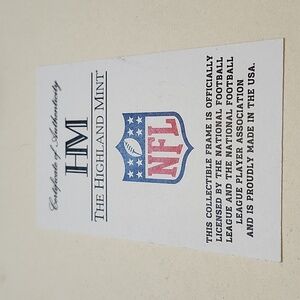 Certificate of Authenticity
HM
THE HIGHLAND MINT
NFL
THIS COLLECTIBLE FRAME IS OFFICIALLY
LICENSED BY THE NATIONAL FOOTBALL
LEAGUE AND THE NATIONAL FOOTBALL
LEAGUE PLAYER ASSOCIATION
AND IS PROUDLY MADE IN THE USA.